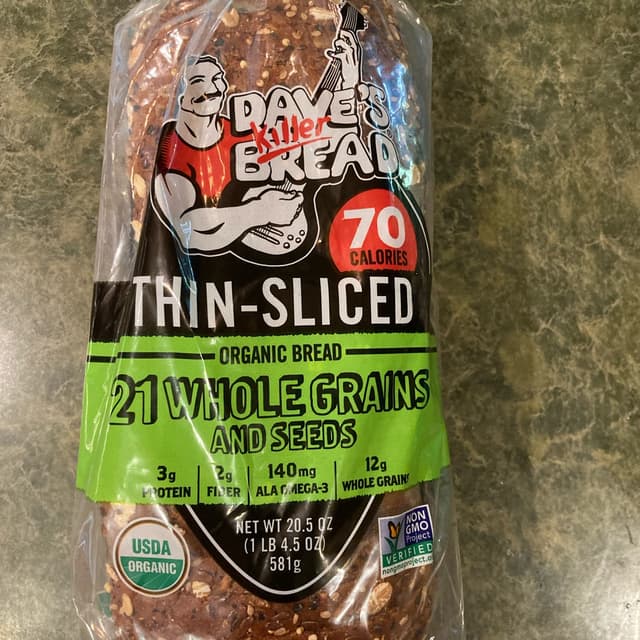 DAVE'S
Killer
BREAD
70
CALORIES
THIN-SLICED
ORGANIC BREAD
21 WHOLE GRAINS
AND SEEDS
3g 2g 140mg 12g
PROTEIN FIBER ALA OMEGA-3 WHOLE GRAINS
NET WT 20.5 OZ
(1 LB 4.5 OZ)
581g
USDA
ORGANIC
NON
GMO
Project
VERIFIED